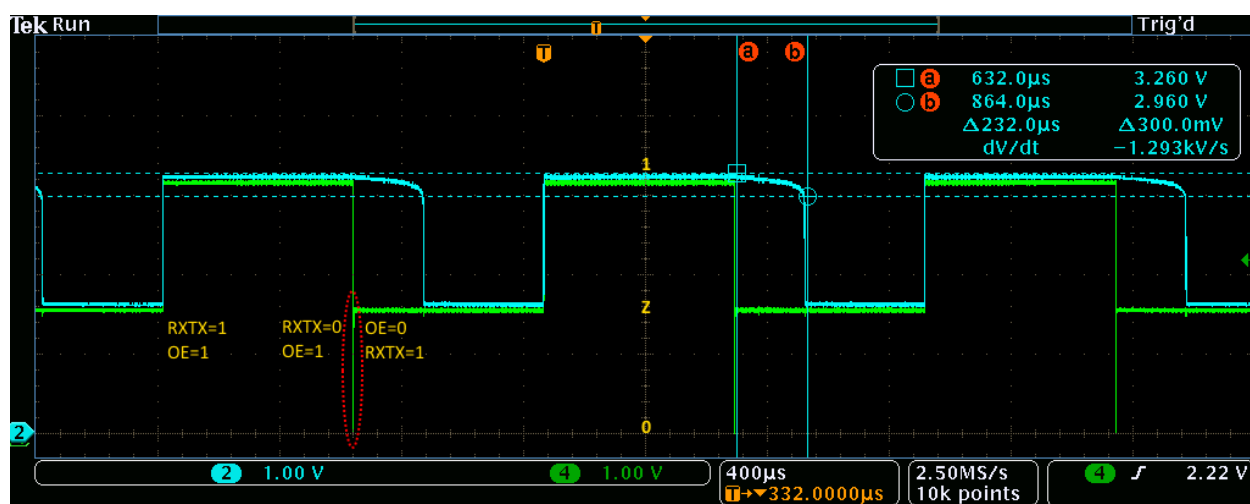 Tek Run
Trig'd
T
T
a b
a 632.0μs 3.260 V
b 864.0μs 2.960 V
Δ232.0μs Δ300.0mV
dV/dt −1.293kV/s
1
Z
RXTX=1 RXTX=0 OE=0
OE=1 OE=1 RXTX=1
0
2
2 1.00 V 4 1.00 V 400μs 2.50MS/s 4 2.22 V
T→▼332.0000μs 10k points